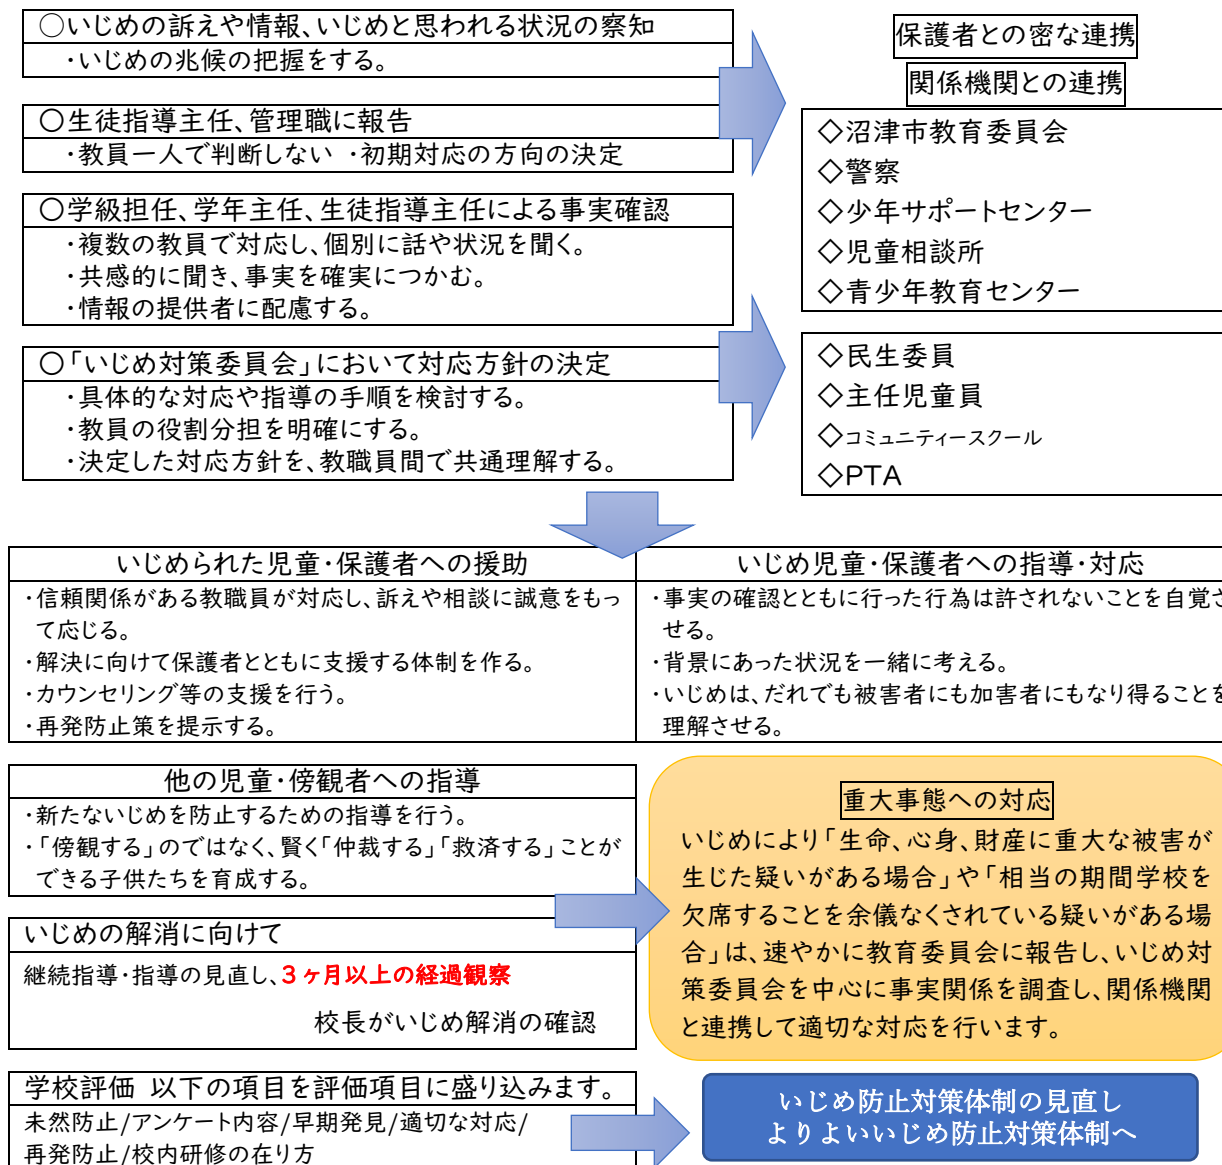 ○いじめの訴えや情報、いじめと思われる状況の察知
・いじめの兆候の把握をする。
〇生徒指導主任、管理職に報告
・教員一人で判断しない ・初期対応の方向の決定
〇学級担任、学年主任、生徒指導主任による事実確認
・複数の教員で対応し、個別に話や状況を聞く。
・共感的に聞き、事実を確実につかむ。
・情報の提供者に配慮する。
〇「いじめ対策委員会」において対応方針の決定
・具体的な対応や指導の手順を検討する。
・教員の役割分担を明確にする。
・決定した対応方針を、教職員間で共通理解する。
保護者との密な連携
関係機関との連携
◇沼津市教育委員会
◇警察
◇少年サポートセンター
◇児童相談所
◇青少年教育センター
◇民生委員
◇主任児童員
◇コミュニティースクール
◇PTA
いじめられた児童・保護者への援助
・信頼関係がある教職員が対応し、訴えや相談に誠意をもっ
て応じる。
・解決に向けて保護者とともに支援する体制を作る。
・カウンセリング等の支援を行う。
・再発防止策を提示する。
いじめ児童・保護者への指導・対応
・事実の確認とともに行った行為は許されないことを自覚さ
せる。
・背景にあった状況を一緒に考える。
・いじめは、だれでも被害者にも加害者にもなり得ることを
理解させる。
他の児童・傍観者への指導
・新たないじめを防止するための指導を行う。
・「傍観する」のではなく、賢く「仲裁する」「救済する」ことが
できる子供たちを育成する。
いじめの解消に向けて
継続指導・指導の見直し、３ヶ月以上の経過観察
校長がいじめ解消の確認
重大事態への対応
いじめにより「生命、心身、財産に重大な被害が
生じた疑いがある場合」や「相当の期間学校を
欠席することを余儀なくされている疑いがある場
合」は、速やかに教育委員会に報告し、いじめ対
策委員会を中心に事実関係を調査し、関係機関
と連携して適切な対応を行います。
学校評価 以下の項目を評価項目に盛り込みます。
未然防止/アンケート内容/早期発見/適切な対応/
再発防止/校内研修の在り方
いじめ防止対策体制の見直し
よりよいいじめ防止対策体制へ